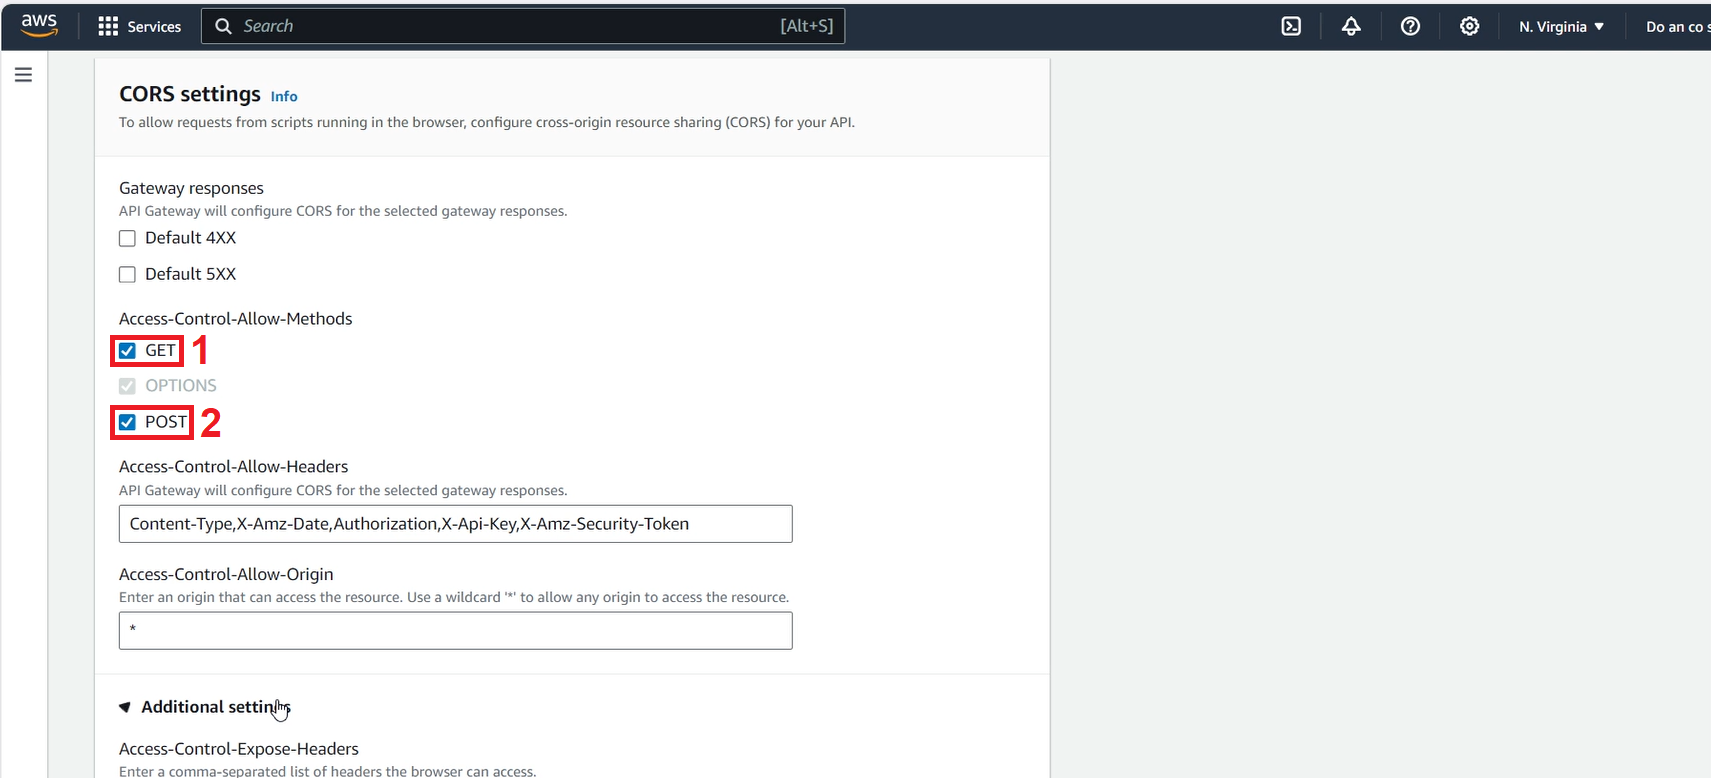 aws Services Search [Alt+S] N. Virginia Do an co s
CORS settings Info
To allow requests from scripts running in the browser, configure cross-origin resource sharing (CORS) for your API.
Gateway responses
API Gateway will configure CORS for the selected gateway responses.
Default 4XX
Default 5XX
Access-Control-Allow-Methods
GET 1
OPTIONS
POST 2
Access-Control-Allow-Headers
API Gateway will configure CORS for the selected gateway responses.
Content-Type,X-Amz-Date,Authorization,X-Api-Key,X-Amz-Security-Token
Access-Control-Allow-Origin
Enter an origin that can access the resource. Use a wildcard '*' to allow any origin to access the resource.
*
Additional settings
Access-Control-Expose-Headers
Enter a comma-separated list of headers the browser can access.